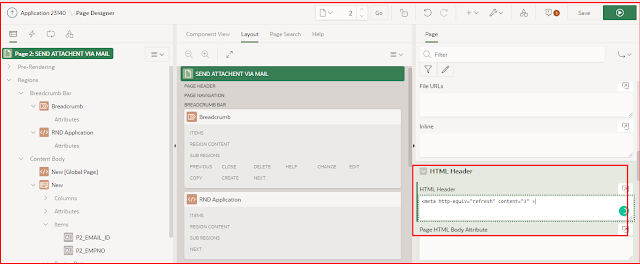 Application 23140 \ Page Designer
2
Go
Save
Page 2: SEND ATTACHENT VIA MAIL
Pre-Rendering
Regions
Breadcrumb Bar
Breadcrumb
Attributes
RND Application
Attributes
Content Body
New [Global Page]
New
Columns
Attributes
Items
P2_EMAIL_ID
P2_EMPNO
Component View
Layout
Page Search
Help
SEND ATTACHENT VIA MAIL
PAGE HEADER
PAGE NAVIGATION
BREADCRUMB BAR
Breadcrumb
ITEMS
REGION CONTENT
SUB REGIONS
PREVIOUS CLOSE DELETE HELP CHANGE EDIT
COPY CREATE NEXT
RND Application
ITEMS
REGION CONTENT
SUB REGIONS
NEXT
Page
Filter
File URLs
Inline
HTML Header
HTML Header
<meta http-equiv="refresh" content="3" >
Page HTML Body Attribute